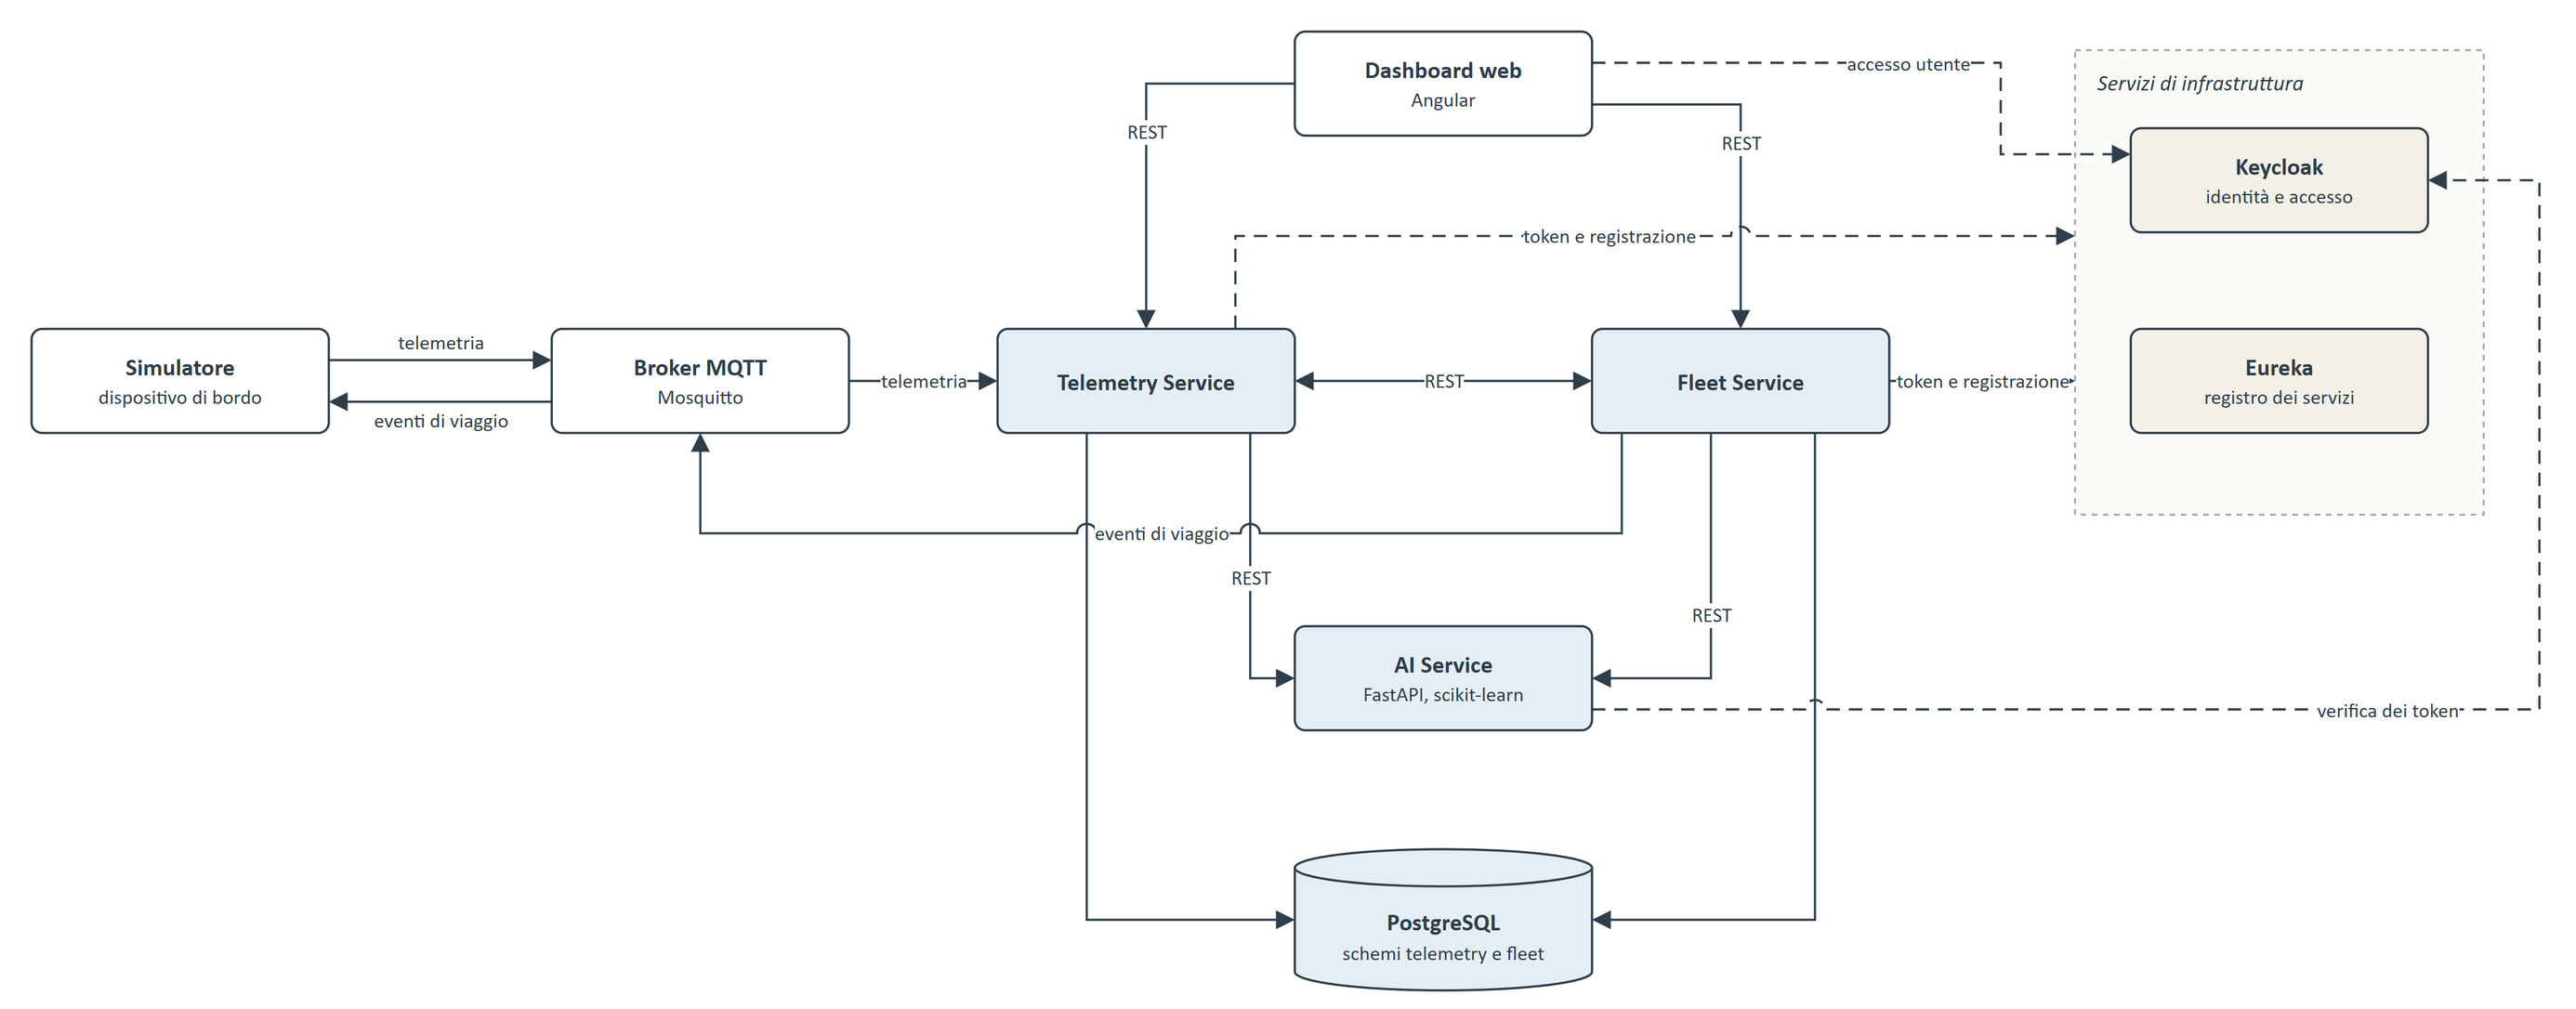 Dashboard web
Angular
accesso utente
Servizi di infrastruttura
REST
REST
Keycloak
identità e accesso
token e registrazione
telemetria
Simulatore
dispositivo di bordo
eventi di viaggio
Broker MQTT
Mosquitto
telemetria
Telemetry Service
REST
Fleet Service
token e registrazione
Eureka
registro dei servizi
eventi di viaggio
REST
REST
AI Service
FastAPI, scikit-learn
verifica dei token
PostgreSQL
schemi telemetry e fleet